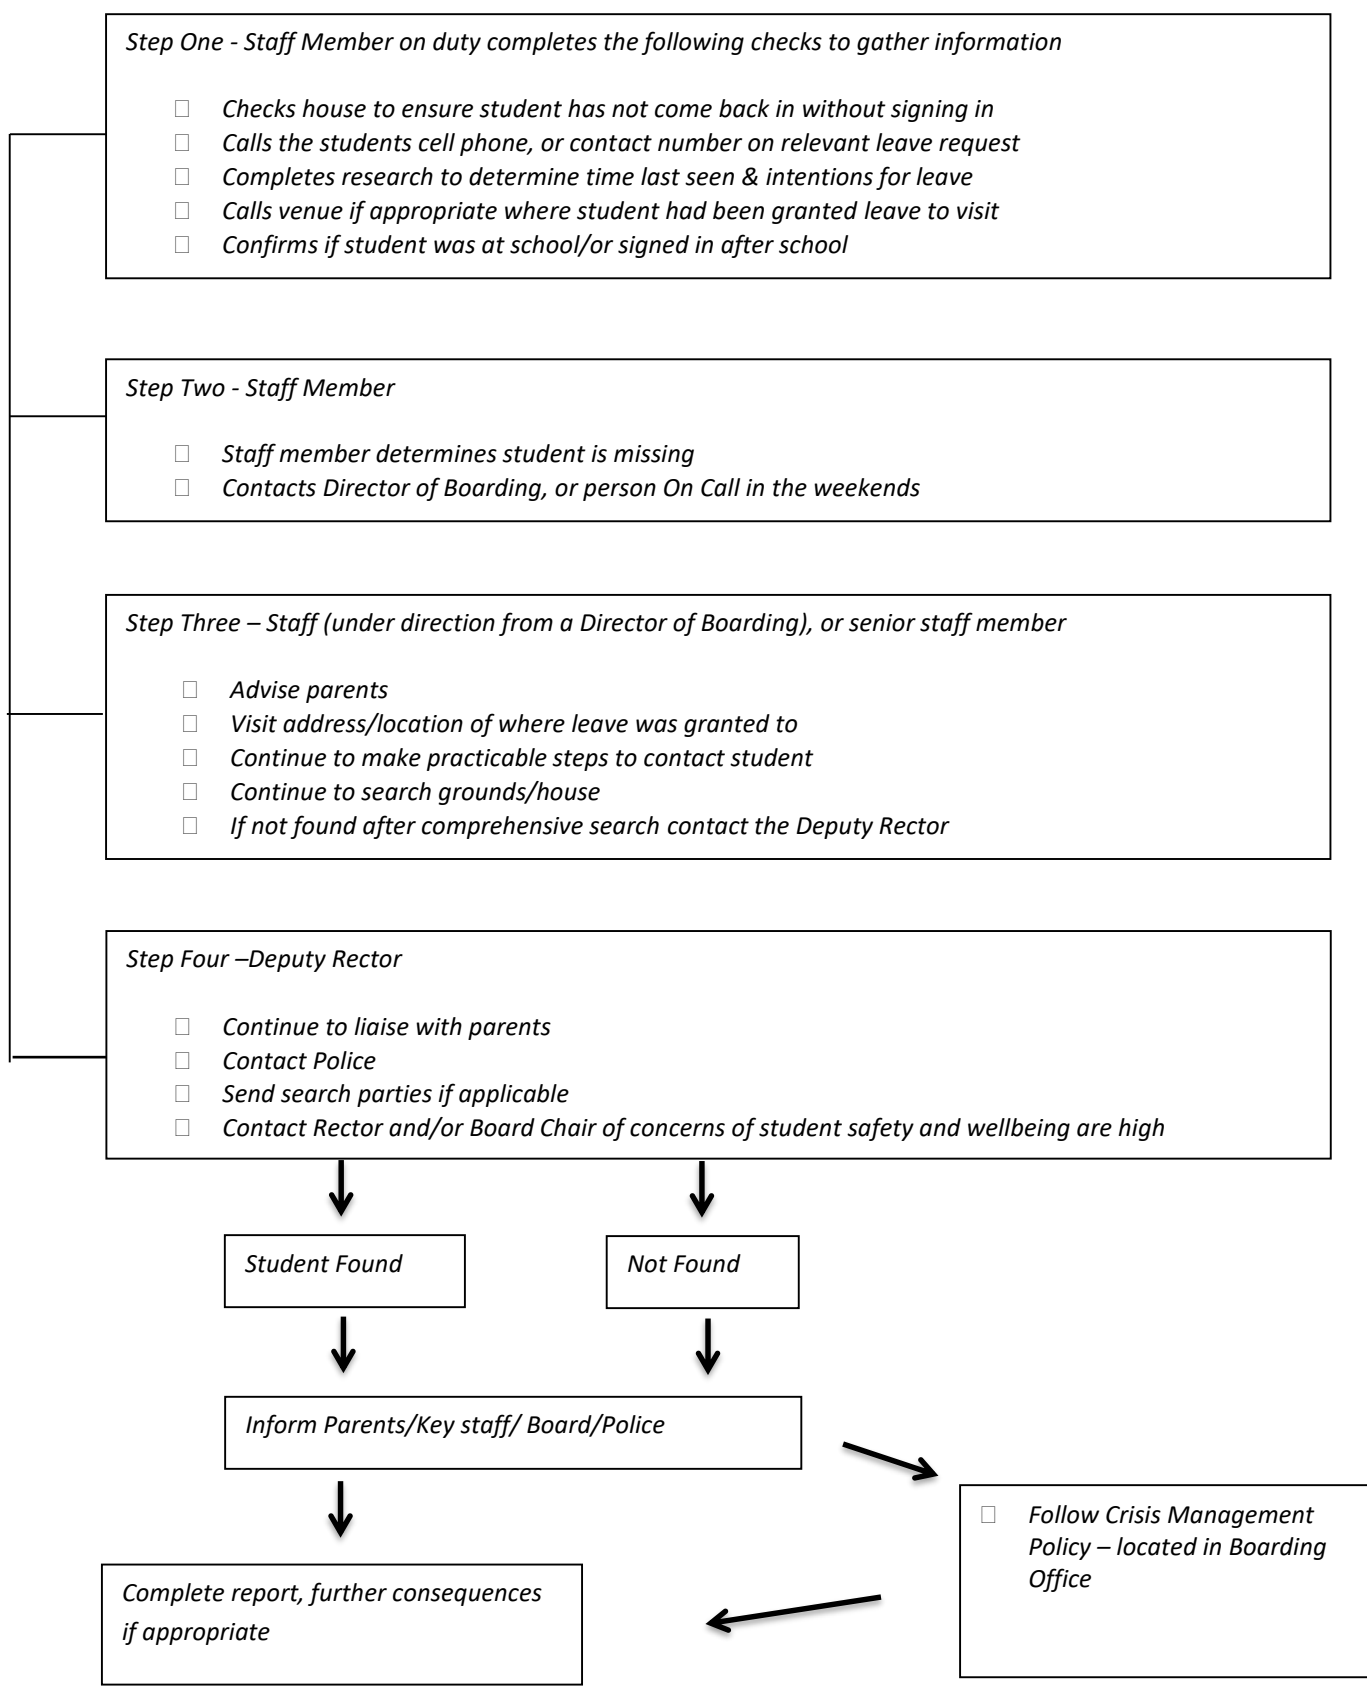 Step One - Staff Member on duty completes the following checks to gather information
Checks house to ensure student has not come back in without signing in
Calls the students cell phone, or contact number on relevant leave request
Completes research to determine time last seen & intentions for leave
Calls venue if appropriate where student had been granted leave to visit
Confirms if student was at school/or signed in after school
Step Two - Staff Member
Staff member determines student is missing
Contacts Director of Boarding, or person On Call in the weekends
Step Three – Staff (under direction from a Director of Boarding), or senior staff member
Advise parents
Visit address/location of where leave was granted to
Continue to make practicable steps to contact student
Continue to search grounds/house
If not found after comprehensive search contact the Deputy Rector
Step Four –Deputy Rector
Continue to liaise with parents
Contact Police
Send search parties if applicable
Contact Rector and/or Board Chair of concerns of student safety and wellbeing are high
Student Found
Not Found
Inform Parents/Key staff/ Board/Police
Follow Crisis Management
Policy – located in Boarding
Office
Complete report, further consequences
if appropriate